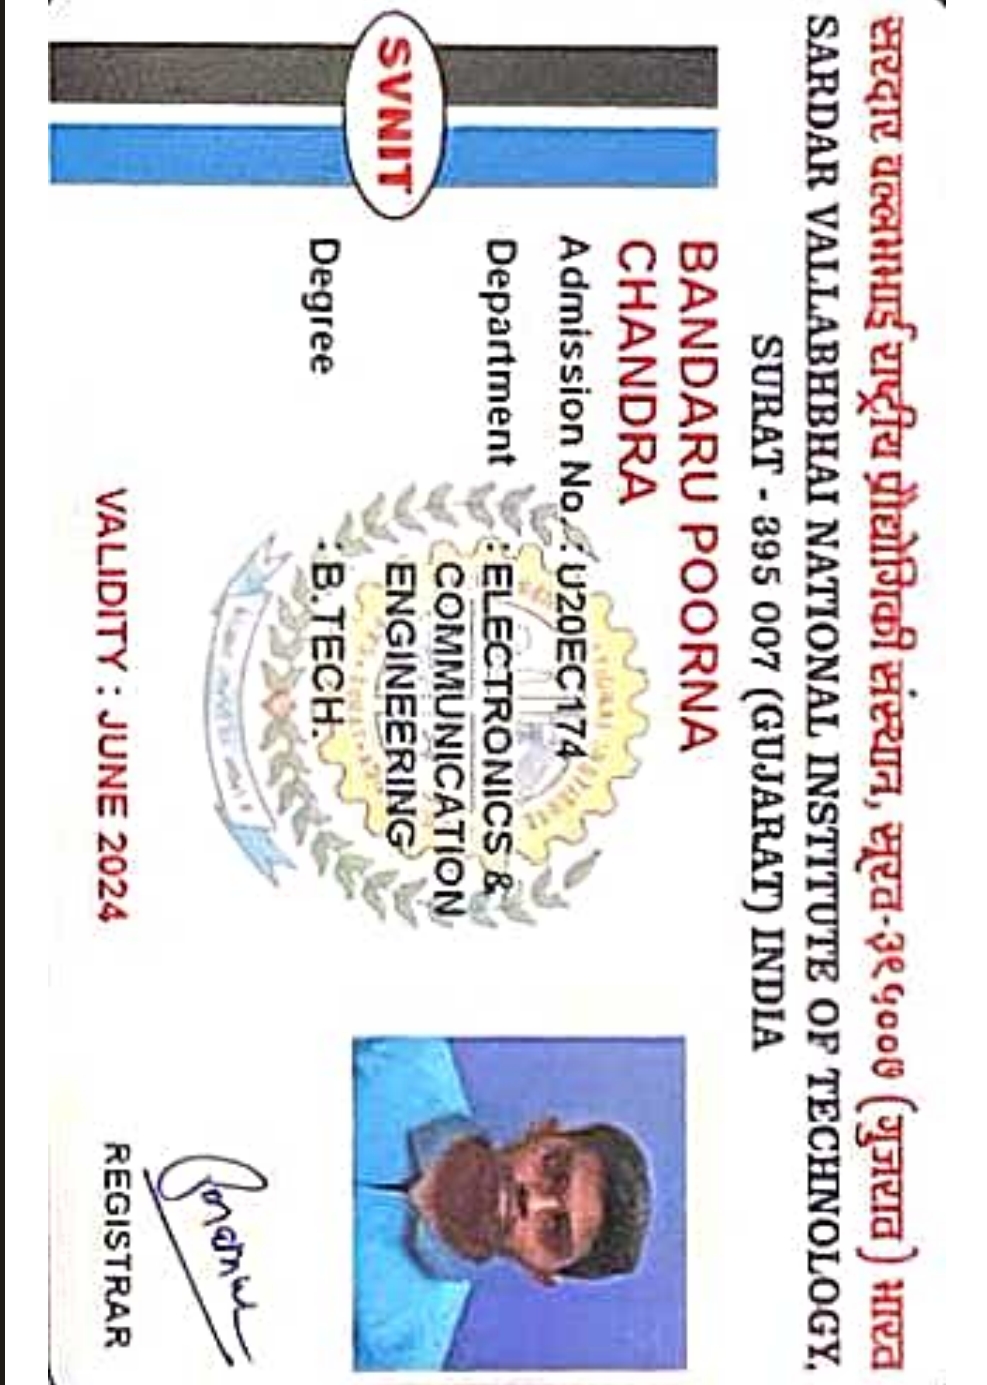 सरदार वल्लभभाई राष्ट्रीय प्रौद्योगिकी संस्थान, सूरत-३९५००७ (गुजरात) भारत
SARDAR VALLABHBHAI NATIONAL INSTITUTE OF TECHNOLOGY,
SURAT - 395 007 (GUJARAT) INDIA
SVNIT
BANDARU POORNA
CHANDRA
Admission No. : U20EC174
Department : ELECTRONICS &
COMMUNICATION
ENGINEERING
Degree : B.TECH.
VALIDITY : JUNE 2024
REGISTRAR